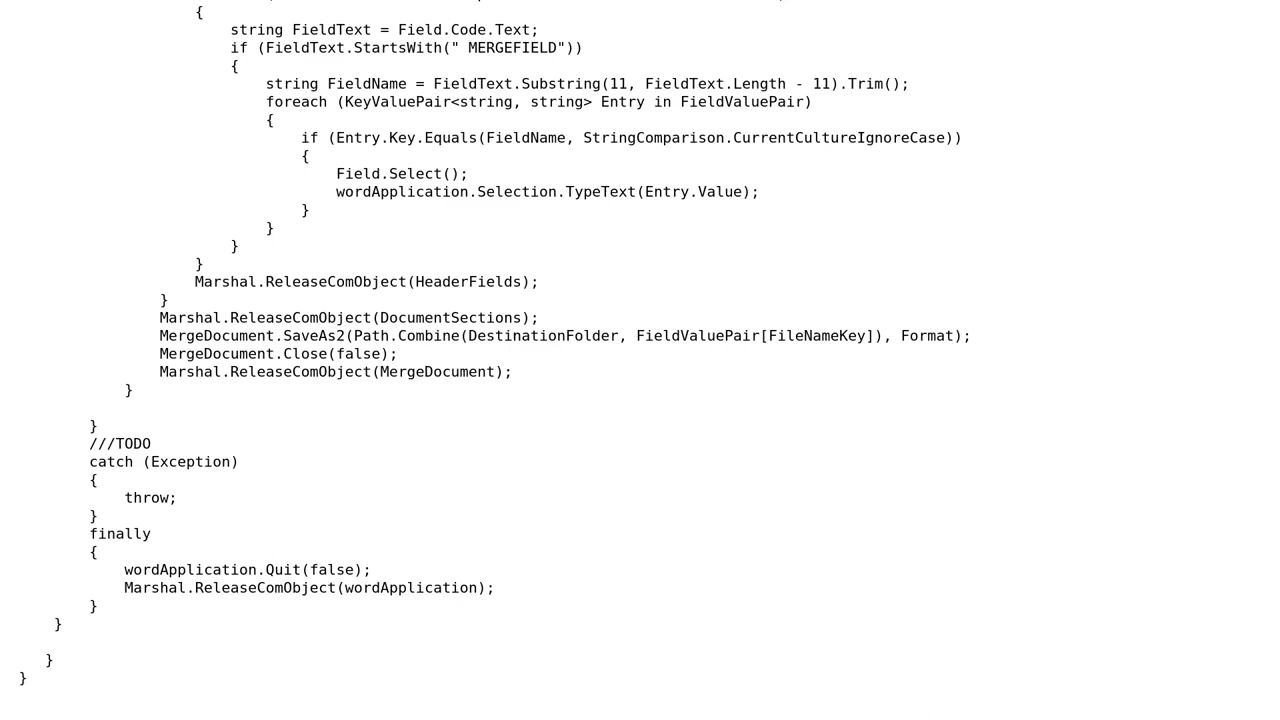 {
string FieldText = Field.Code.Text;
if (FieldText.StartsWith(" MERGEFIELD"))
{
string FieldName = FieldText.Substring(11, FieldText.Length - 11).Trim();
foreach (KeyValuePair<string, string> Entry in FieldValuePair)
{
if (Entry.Key.Equals(FieldName, StringComparison.CurrentCultureIgnoreCase))
{
Field.Select();
wordApplication.Selection.TypeText(Entry.Value);
}
}
}
}
Marshal.ReleaseComObject(HeaderFields);
}
Marshal.ReleaseComObject(DocumentSections);
MergeDocument.SaveAs2(Path.Combine(DestinationFolder, FieldValuePair[FileNameKey]), Format);
MergeDocument.Close(false);
Marshal.ReleaseComObject(MergeDocument);
}
}
///TODO
catch (Exception)
{
throw;
}
finally
{
wordApplication.Quit(false);
Marshal.ReleaseComObject(wordApplication);
}
}
}
}